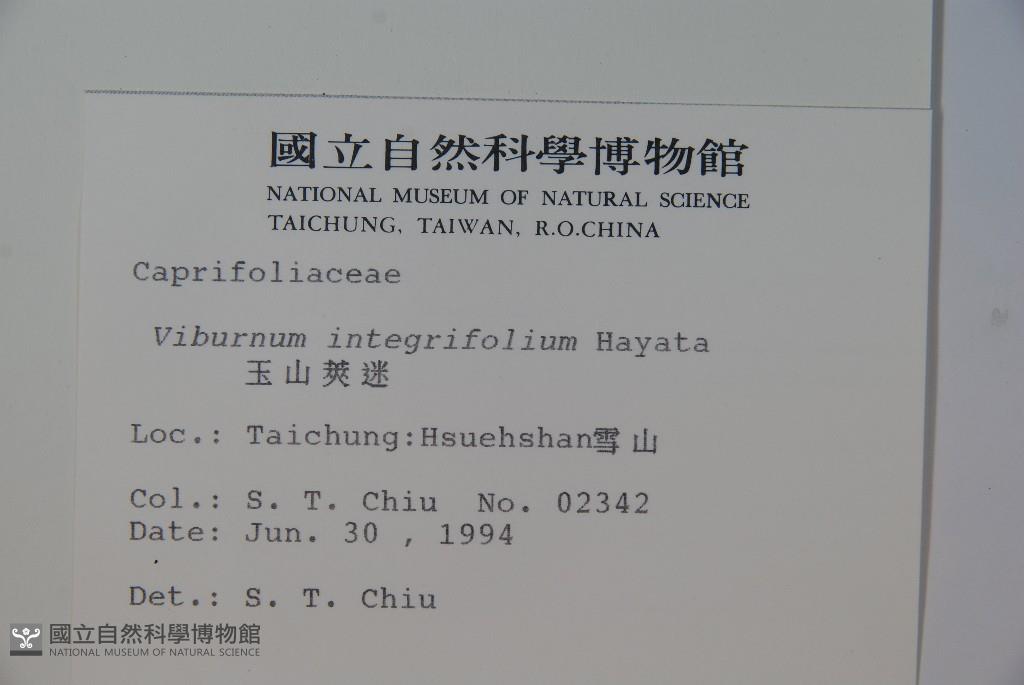 國立自然科學博物館
NATIONAL MUSEUM OF NATURAL SCIENCE
TAICHUNG, TAIWAN, R.O.CHINA
Caprifoliaceae
Viburnum integrifolium Hayata
玉山莢迷
Loc.: Taichung:Hsuehshan雪山
Col.: S. T. Chiu No. 02342
Date: Jun. 30 , 1994
Det.: S. T. Chiu
國立自然科學博物館
NATIONAL MUSEUM OF NATURAL SCIENCE